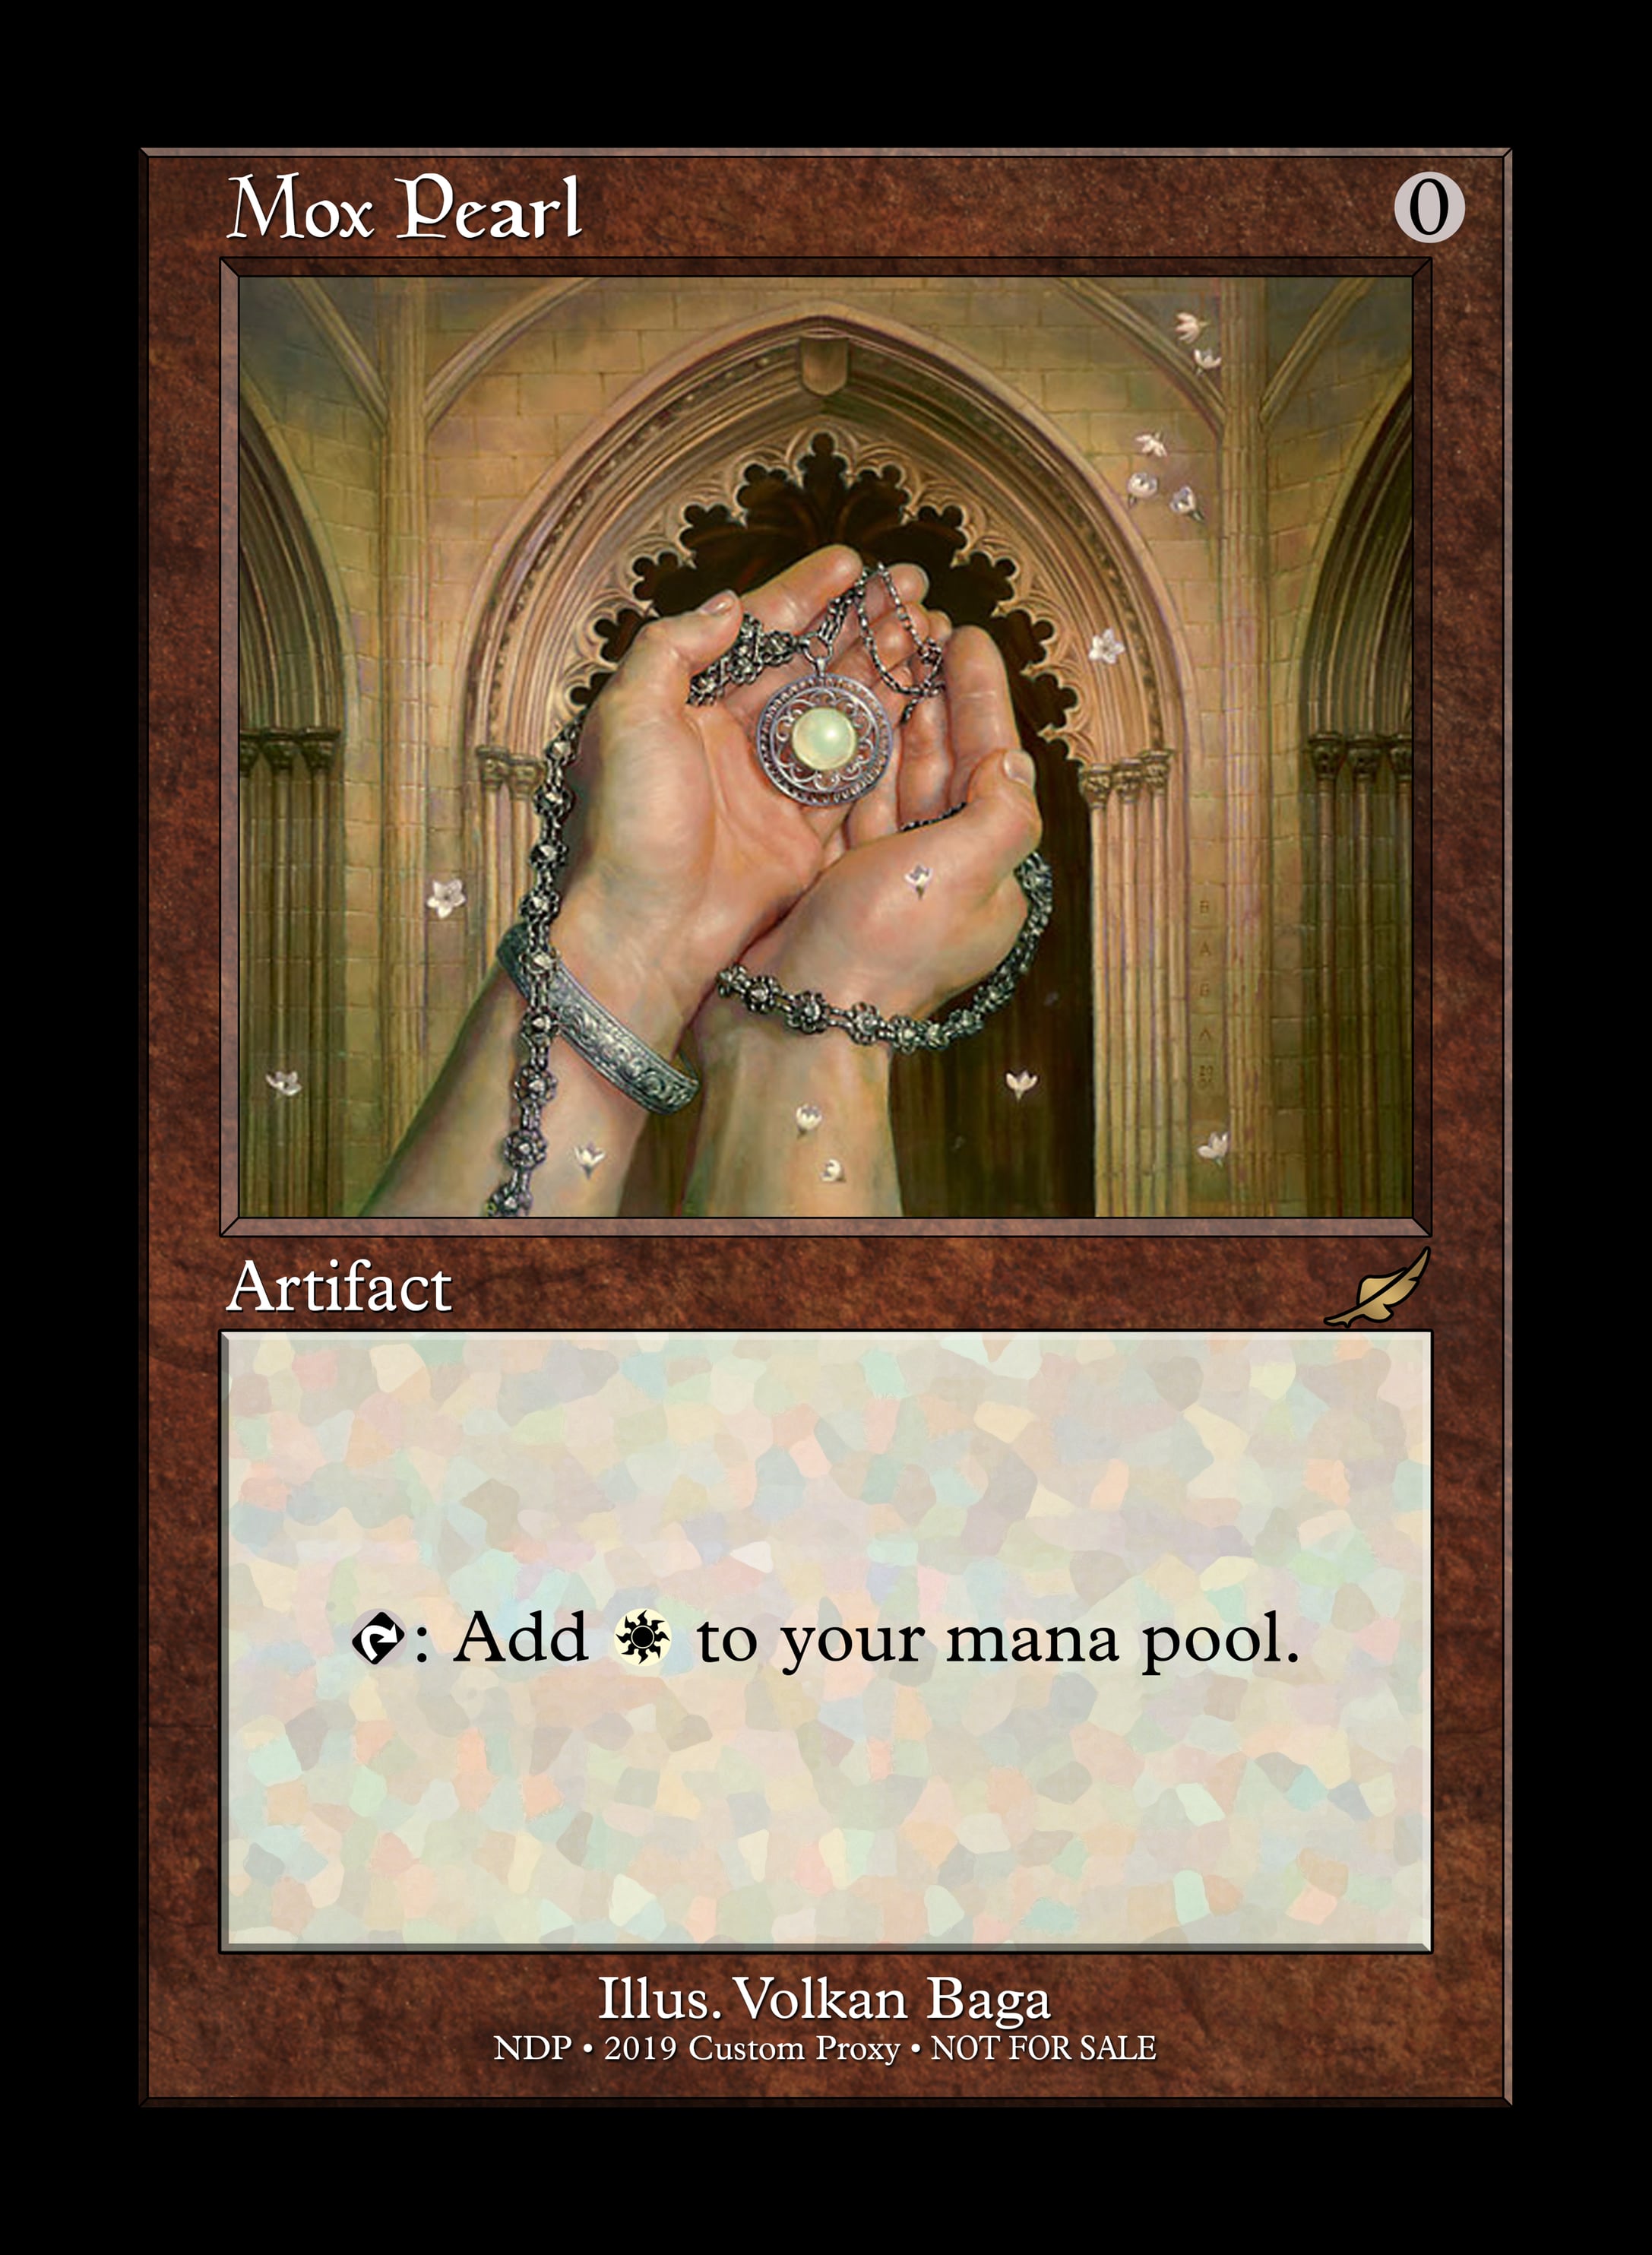 Mox Pearl
0
B
A
G
A
Artifact
: Add to your mana pool.
Illus. Volkan Baga
NDP • 2019 Custom Proxy • NOT FOR SALE